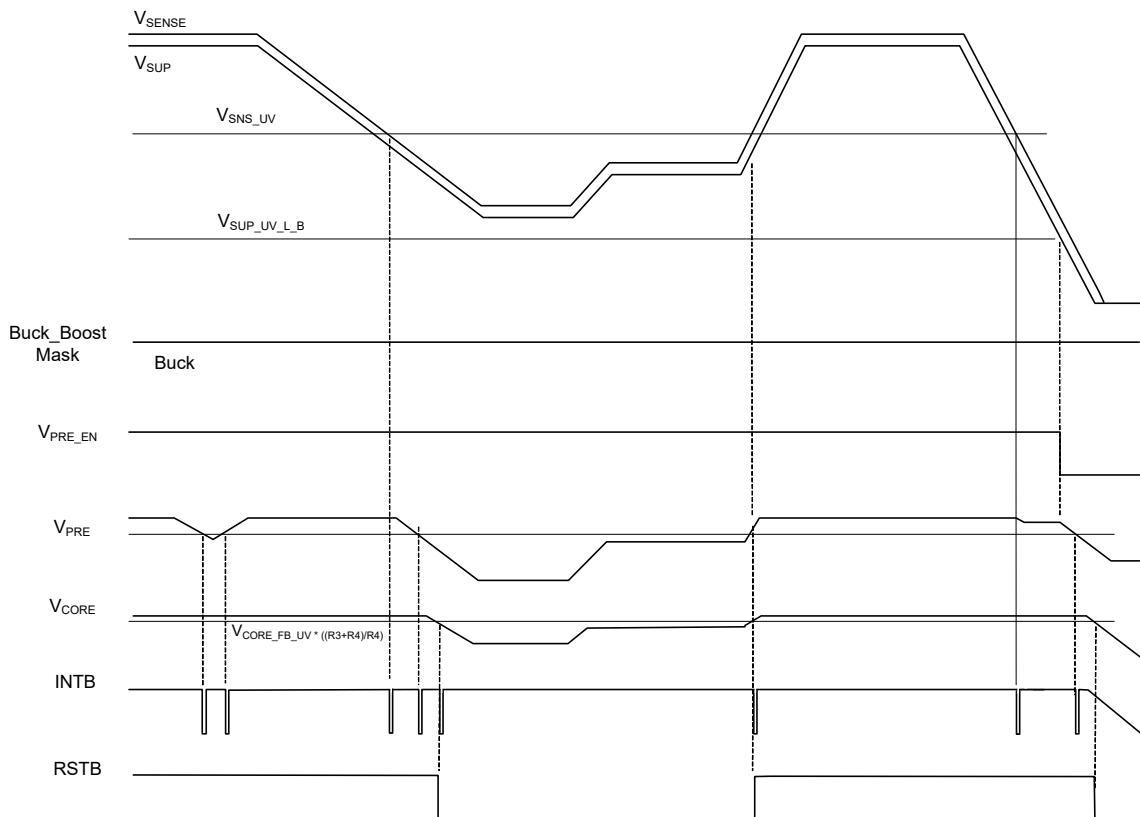 VSENSE
VSUP
VSNS_UV
VSUP_UV_L_B
Buck_Boost
Mask
Buck
VPRE_EN
VPRE
VCORE
VCORE_FB_UV * ((R3+R4)/R4)
INTB
RSTB